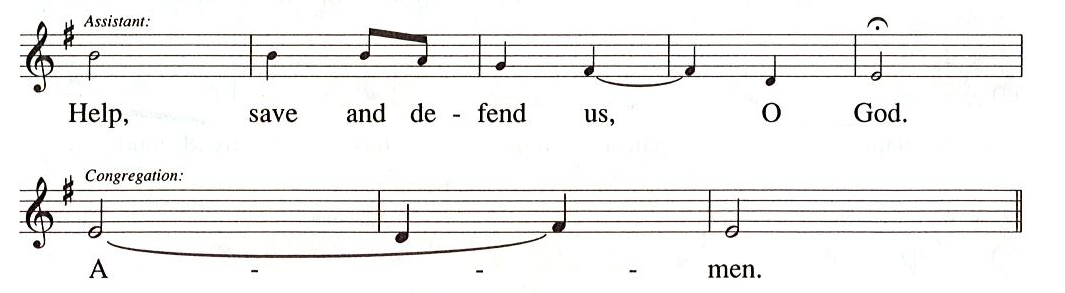 Assistant:
Help, save and de - fend us, O God.
Congregation:
A - - - men.